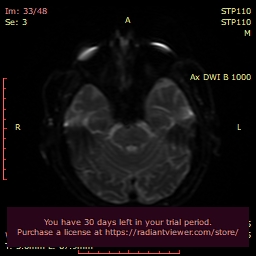 Im: 33/48
Se: 3
A
STP110
STP110
M
Ax DWI B 1000
R
L
You have 30 days left in your trial period.
Purchase a license at https://radiantviewer.com/store/